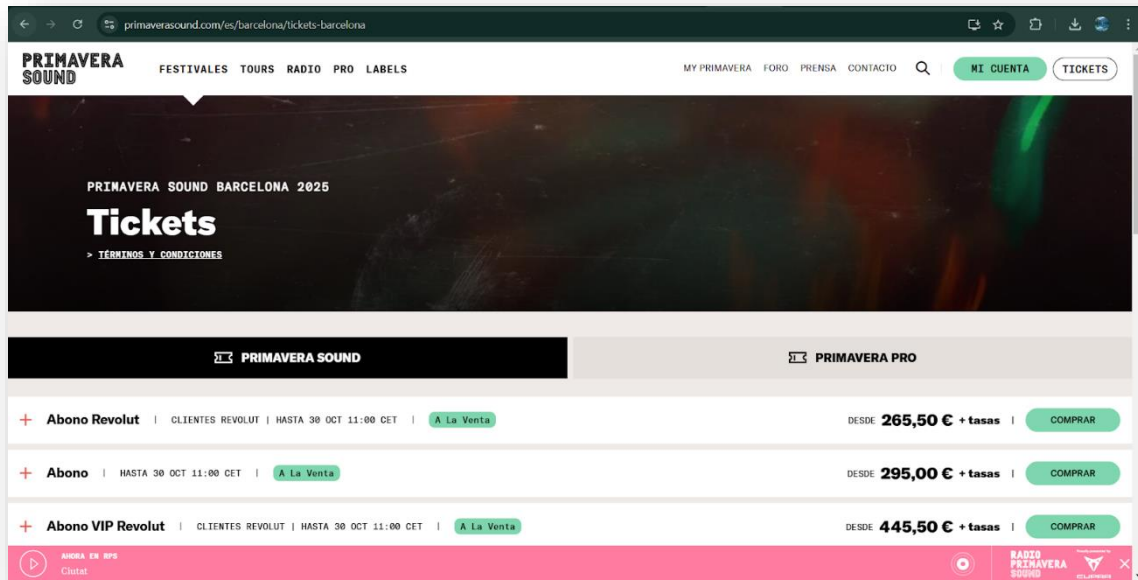 primaverasound.com/es/barcelona/tickets-barcelona
PRIMAVERA
SOUND
FESTIVALES TOURS RADIO PRO LABELS
MY PRIMAVERA FORO PRENSA CONTACTO
MI CUENTA
TICKETS
PRIMAVERA SOUND BARCELONA 2025
Tickets
> TÉRMINOS Y CONDICIONES
PRIMAVERA SOUND
PRIMAVERA PRO
+ Abono Revolut | CLIENTES REVOLUT | HASTA 30 OCT 11:00 CET | A La Venta DESDE 265,50 € + tasas | COMPRAR
+ Abono | HASTA 30 OCT 11:00 CET | A La Venta DESDE 295,00 € + tasas | COMPRAR
+ Abono VIP Revolut | CLIENTES REVOLUT | HASTA 30 OCT 11:00 CET | A La Venta DESDE 445,50 € + tasas | COMPRAR
AHORA EN RPS
Ciutat
RADIO
PRIMAVERA
SOUND
CUPRA